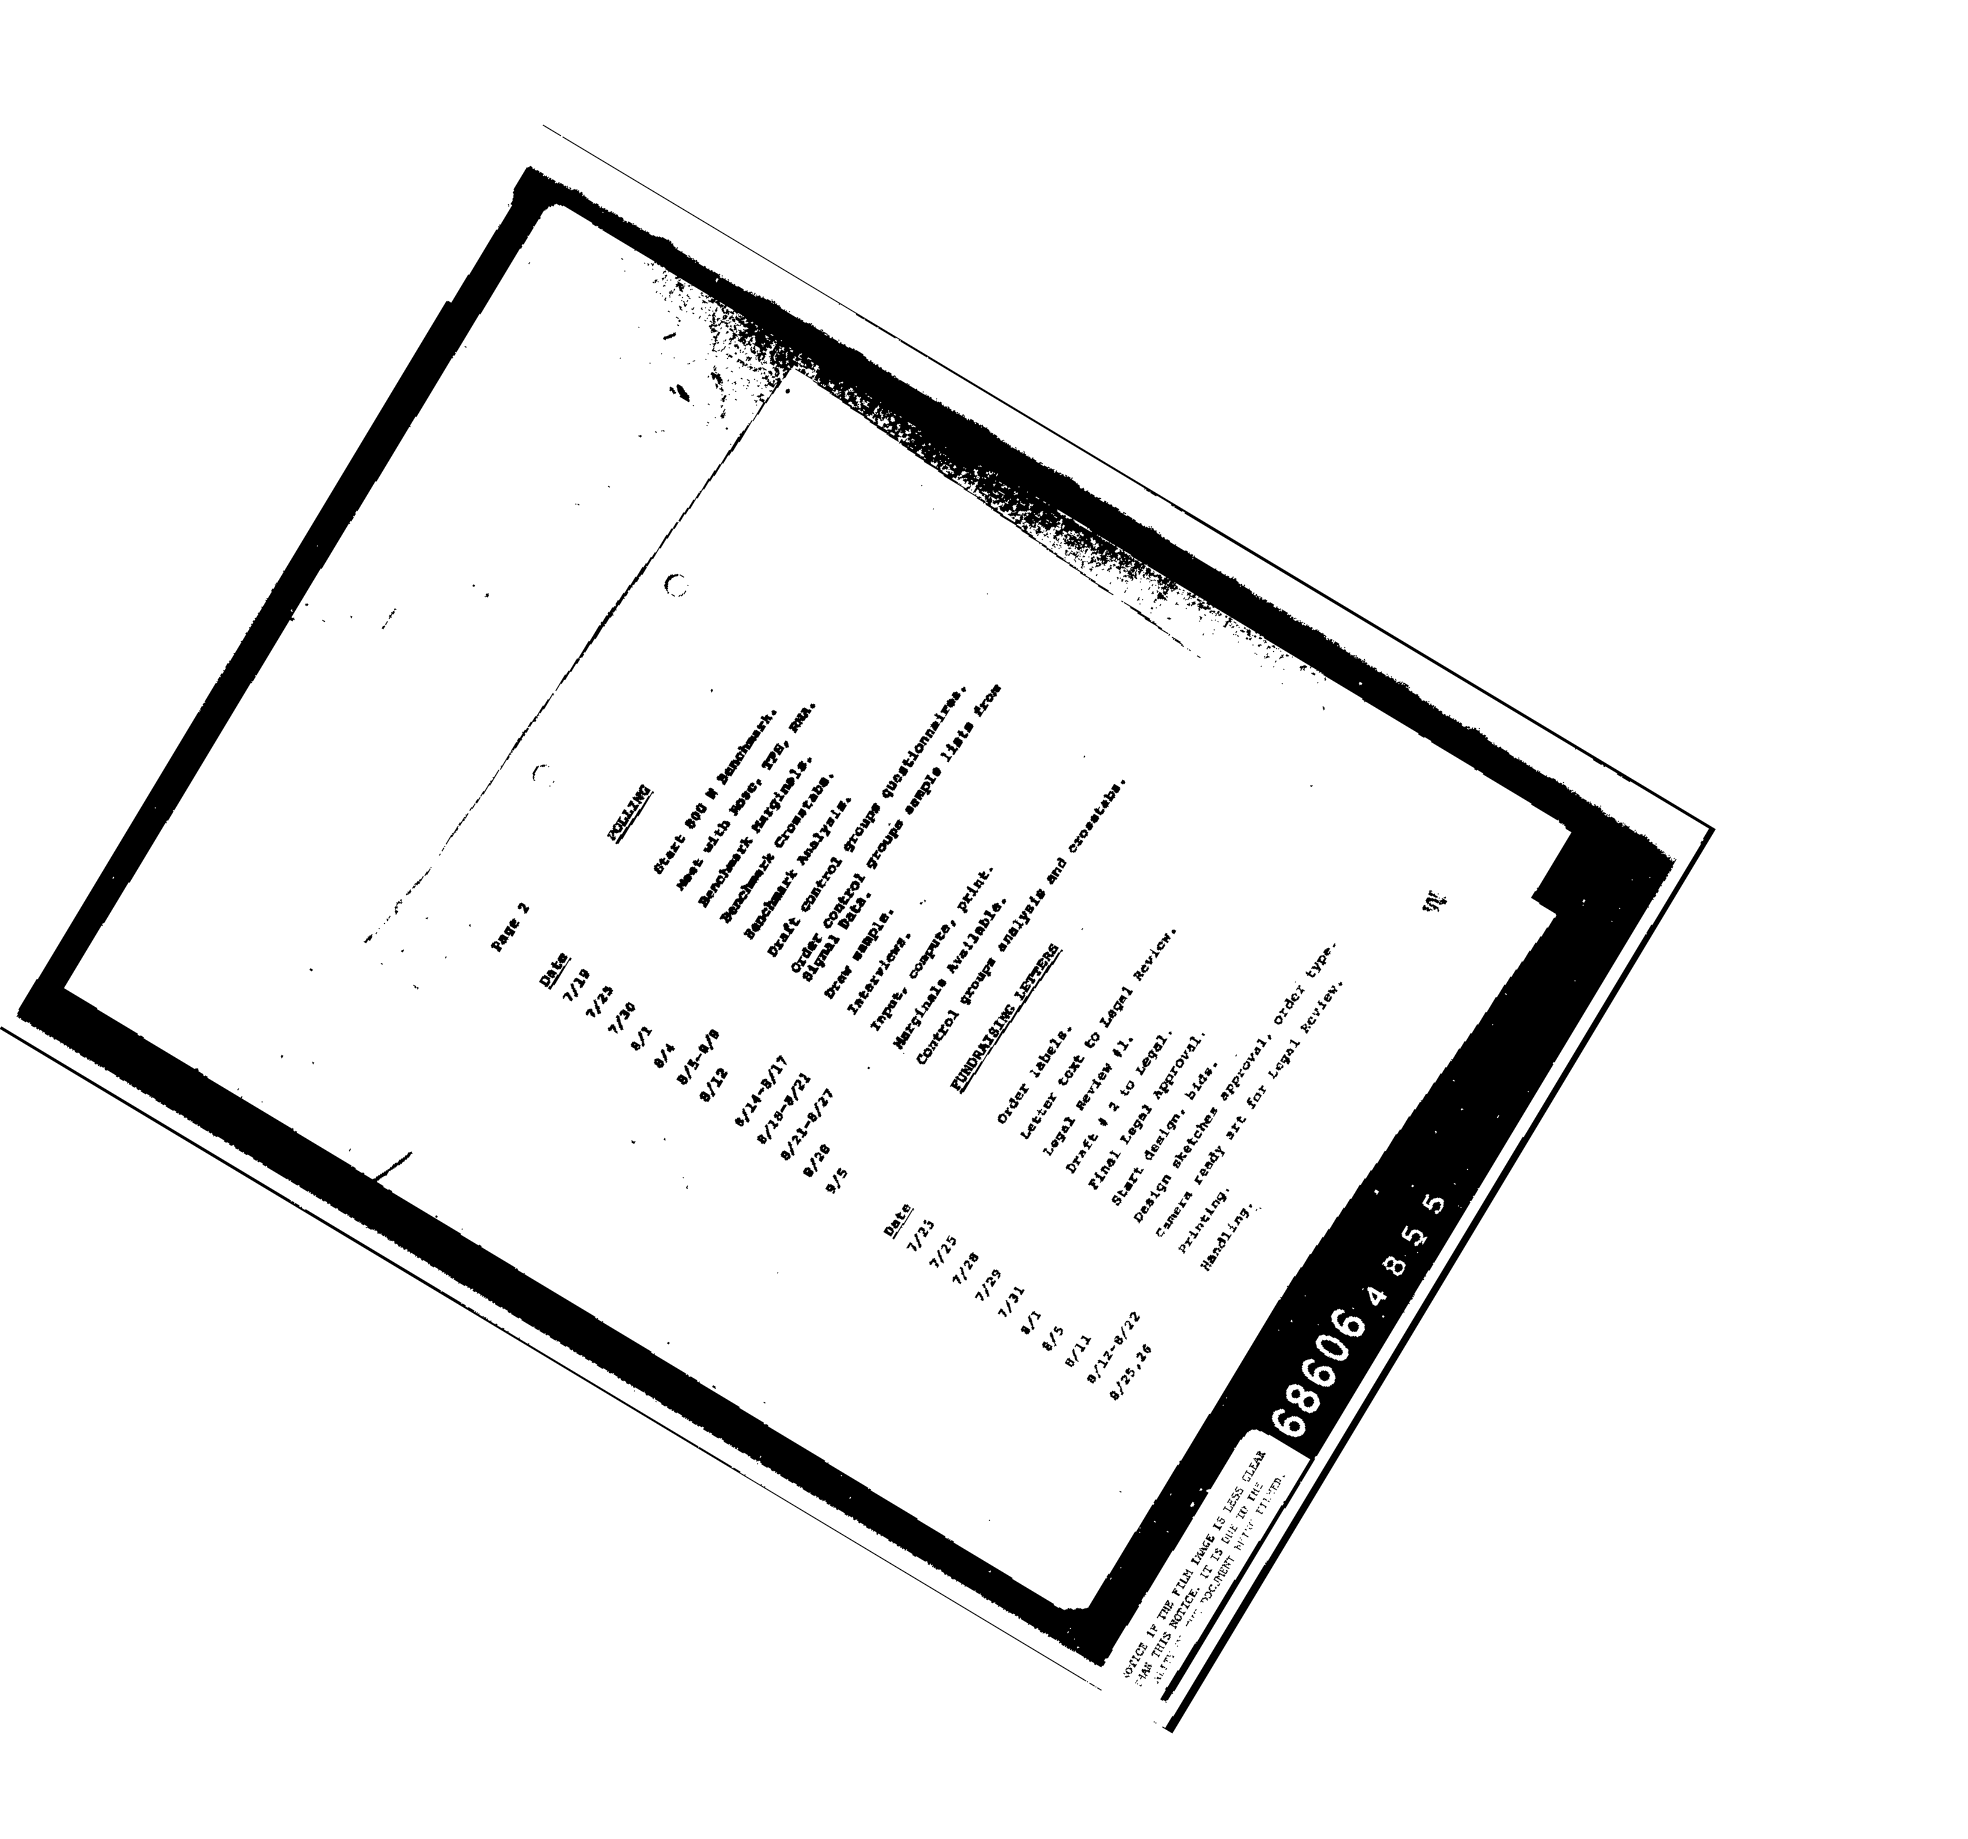 Page 2
POLLING
Date
7/19 Start 800 N Benchmark.
7/25 Meet with Rose, TPE, RHA.
7/30 Benchmark Marginals.
8/1 Benchmark Crosstabs.
8/4 Benchmark Analysis.
8/5-8/9 Draft control groups questionnaires.
8/12 Order control groups sample lists from
Signal Data.
8/14-8/17 Draw sample.
8/18-8/21 Interviews.
8/21-8/27 Input, compute, print.
8/28 Marginals Available.
9/5 Control groups analysis and crosstabs.
FUNDRAISING LETTERS
Date
7/23 Order labels.
7/25 Letter text to Legal Review.
7/28 Legal Review #1.
7/29 Draft # 2 to Legal.
7/31 Final Legal Approval.
8/1 Start design, bids.
8/5 Design sketches approval, order type.
8/11 Camera ready art for Legal Review.
8/12-8/22 Printing.
8/25,26 Handling.
68606 4855
OTICE IF THE FILM IMAGE IS LESS CLEAR
HAN THIS NOTICE, IT IS DUE TO THE
DOCUMENT BEING FILMED.